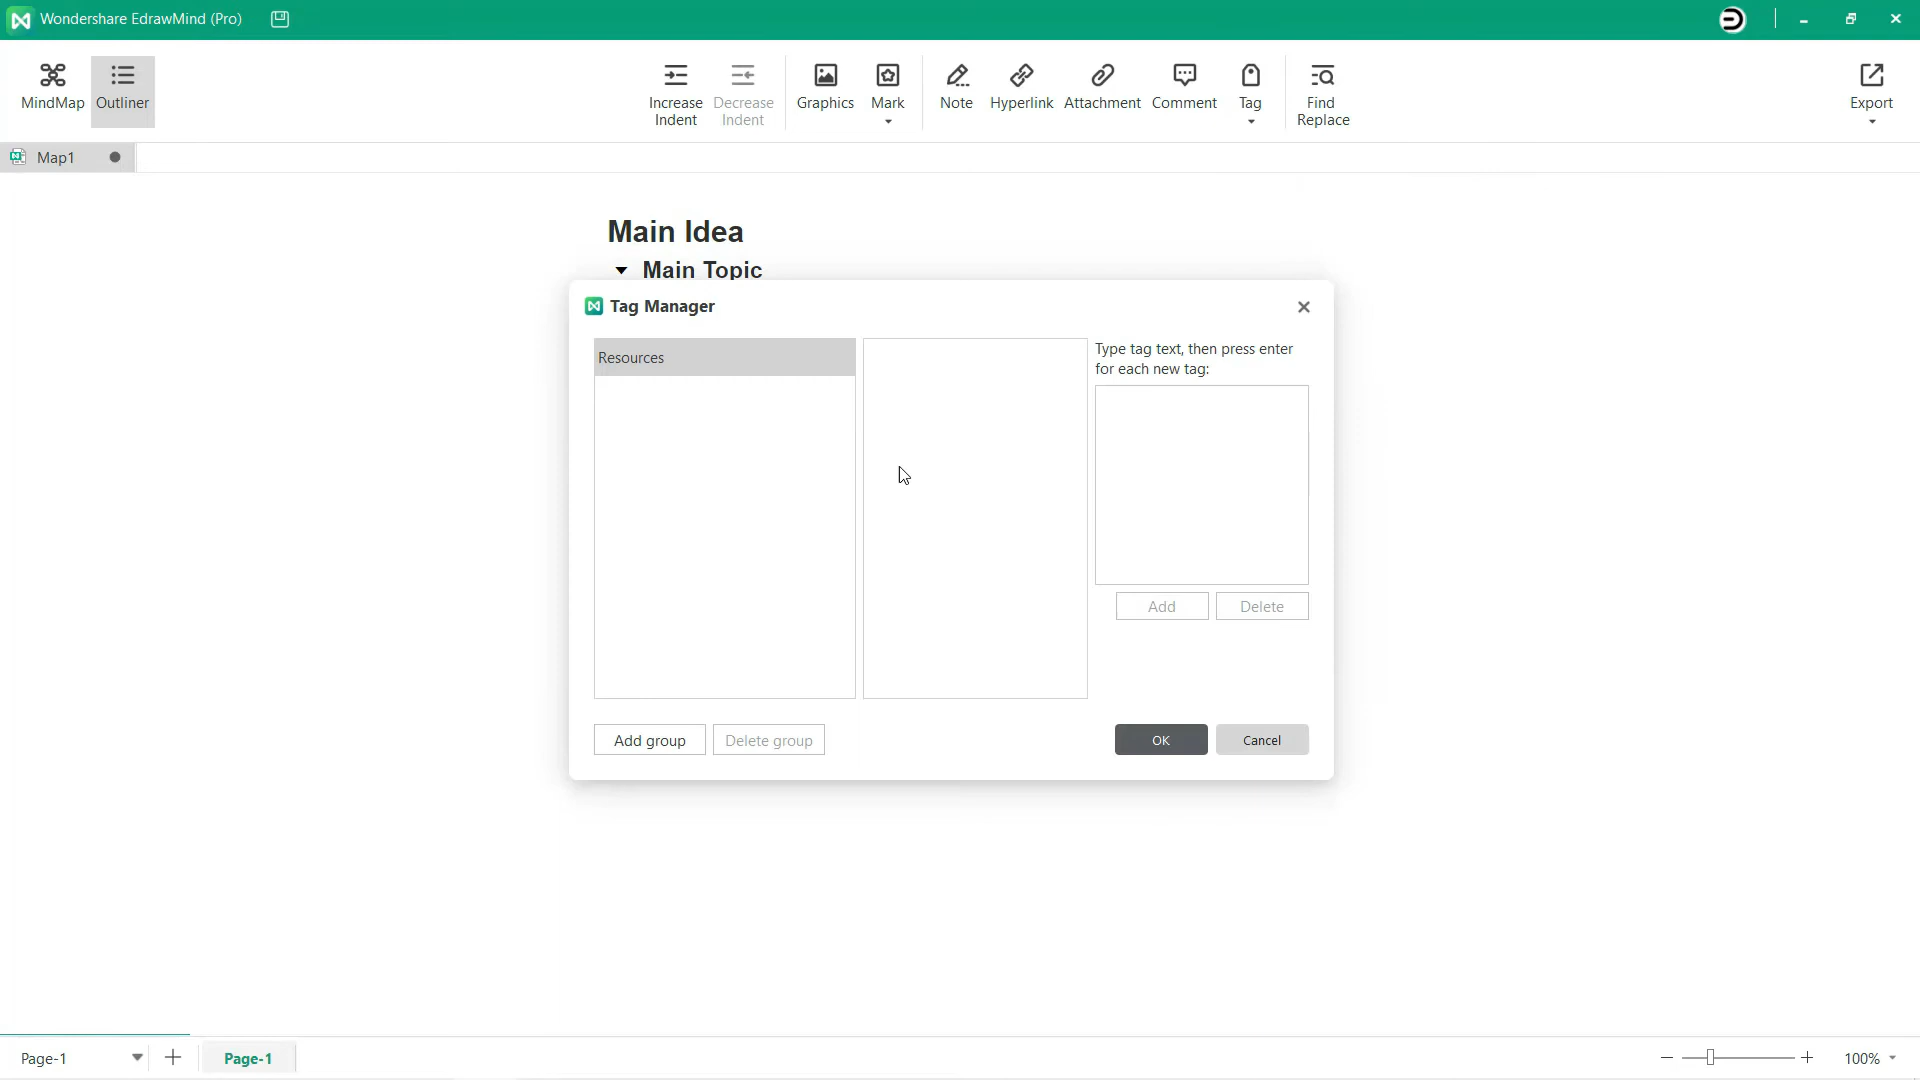 Wondershare EdrawMind (Pro)
MindMap
Outliner
Increase Indent
Decrease Indent
Graphics
Mark
Note
Hyperlink
Attachment
Comment
Tag
Find Replace
Export
Map1
Main Idea
Main Topic
Tag Manager
Resources
Type tag text, then press enter
for each new tag:
Add
Delete
Add group
Delete group
OK
Cancel
Page-1
Page-1
100%